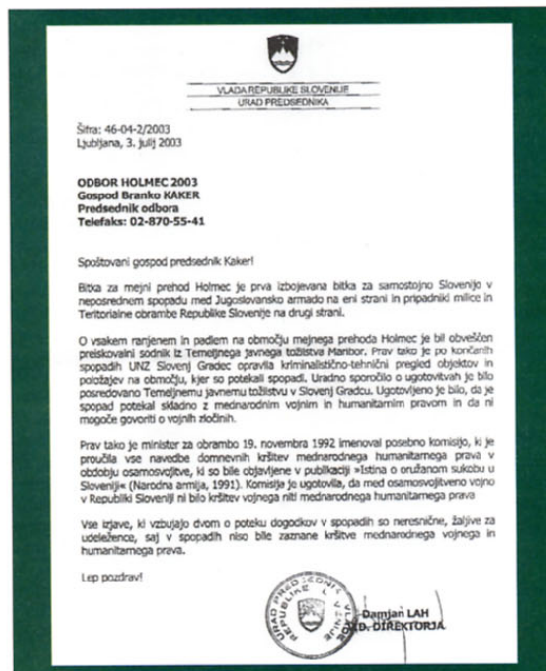 VLADA REPUBLIKE SLOVENIJE
URAD PREDSEDNIKA
Šifra: 46-04-2/2003
Ljubljana, 3. julij 2003
ODBOR HOLMEC 2003
Gospod Branko KAKER
Predsednik odbora
Telefaks: 02-870-55-41
Spoštovani gospod predsednik Kaker!
Bitka za mejni prehod Holmec je prva izbojevana bitka za samostojno Slovenijo v
neposrednem spopadu med Jugoslovansko armado na eni strani in pripadniki milice in
Teritorialne obrambe Republike Slovenije na drugi strani.
O vsakem ranjenem in padlem na območju mejnega prehoda Holmec je bil obveščen
preiskovalni sodnik iz Temeljnega javnega tožilstva Maribor. Prav tako je po končanih
spopadih UNZ Slovenj Gradec opravila kriminalistično-tehnični pregled objektov in
položajev na območju, kjer so potekali spopadi. Uradno sporočilo o ugotovitvah je bilo
posredovano Temeljnemu javnemu tožilstvu v Slovenj Gradcu. Ugotovljeno je bilo, da je
spopad potekal skladno z mednarodnim vojnim in humanitarnim pravom in da ni
mogoče govoriti o vojnih zločinih.
Prav tako je minister za obrambo 19. novembra 1992 imenoval posebno komisijo, ki je
proučila vse navedbe domnevnih kršitev mednarodnega humanitarnega prava v
obdobju osamosvojitve, ki so bile objavljene v publikaciji »Istina o oružanom sukobu u
Sloveniji« (Narodna armija, 1991). Komisija je ugotovila, da med osamosvojitveno vojno
v Republiki Sloveniji ni bilo kršitev vojnega niti mednarodnega humanitarnega prava
Vse izjave, ki vzbujajo dvom o poteku dogodkov v spopadih so neresnične, žaljive za
udeležence, saj v spopadih niso bile zaznane kršitve mednarodnega vojnega in
humanitarnega prava.
Lep pozdrav!
Damjan LAH
V.D. DIREKTORJA